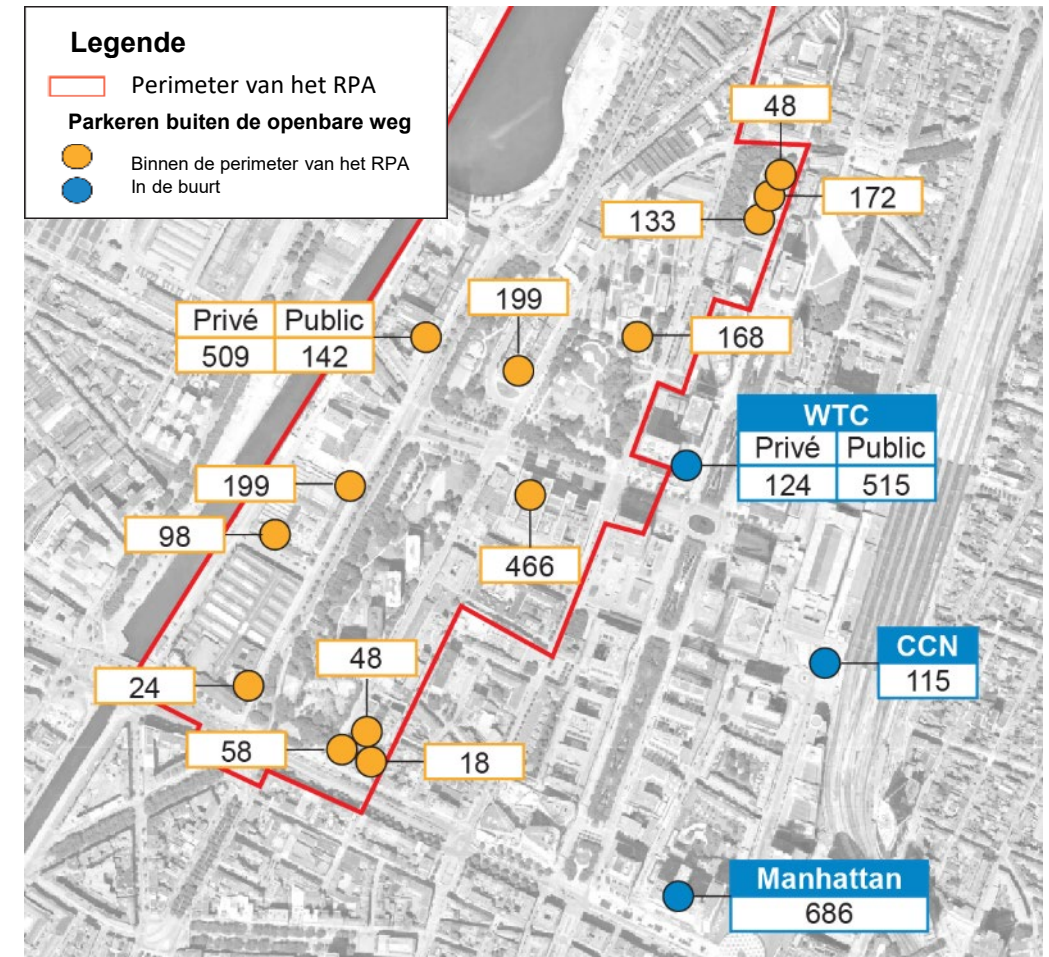 Legende
Perimeter van het RPA
Parkeren buiten de openbare weg
Binnen de perimeter van het RPA
In de buurt
48
172
133
199
Privé Public
509 142
168
WTC
Privé Public
124 515
199
98
466
CCN
115
48
24
58
18
Manhattan
686